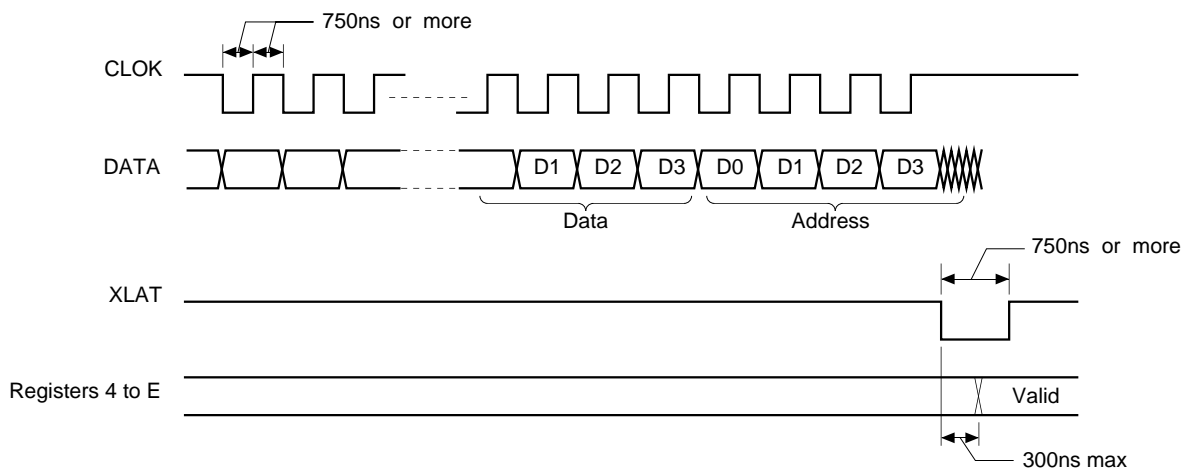 750ns or more
CLOK
DATA
D1 D2 D3 D0 D1 D2 D3
Data Address
750ns or more
XLAT
Registers 4 to E
Valid
300ns max